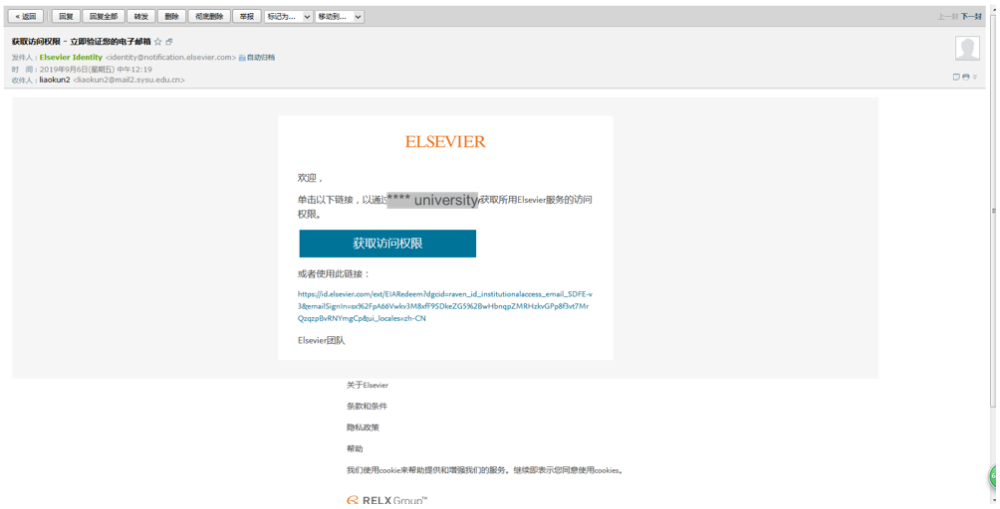 « 返回 回复 回复全部 转发 删除 彻底删除 举报 标记为... 移动到... 上一封 下一封
获取访问权限 - 立即验证您的电子邮箱
发件人：Elsevier Identity <identity@notification.elsevier.com> 自动归档
时 间：2019年9月6日(星期五) 中午12:19
收件人：liaokun2 <liaokun2@mail2.sysu.edu.cn>
ELSEVIER
欢迎，
单击以下链接，以通过**** university获取所用Elsevier服务的访问
权限。
获取访问权限
或者使用此链接：
https://id.elsevier.com/ext/EIARedeem?dgcid=raven_id_institutionalaccess_email_SDFE-v
3&emailSignIn=sx%2FpA66Vwkv3M8xfF9SDkeZG5%2BwHbnqpZMRHzkvGPp8f3vt7Mr
QzqzpBvRNYmgCp&ui_locales=zh-CN
Elsevier团队
关于Elsevier
条款和条件
隐私政策
帮助
我们使用cookie来帮助提供和增强我们的服务。继续即表示您同意使用cookies。
RELX Group™